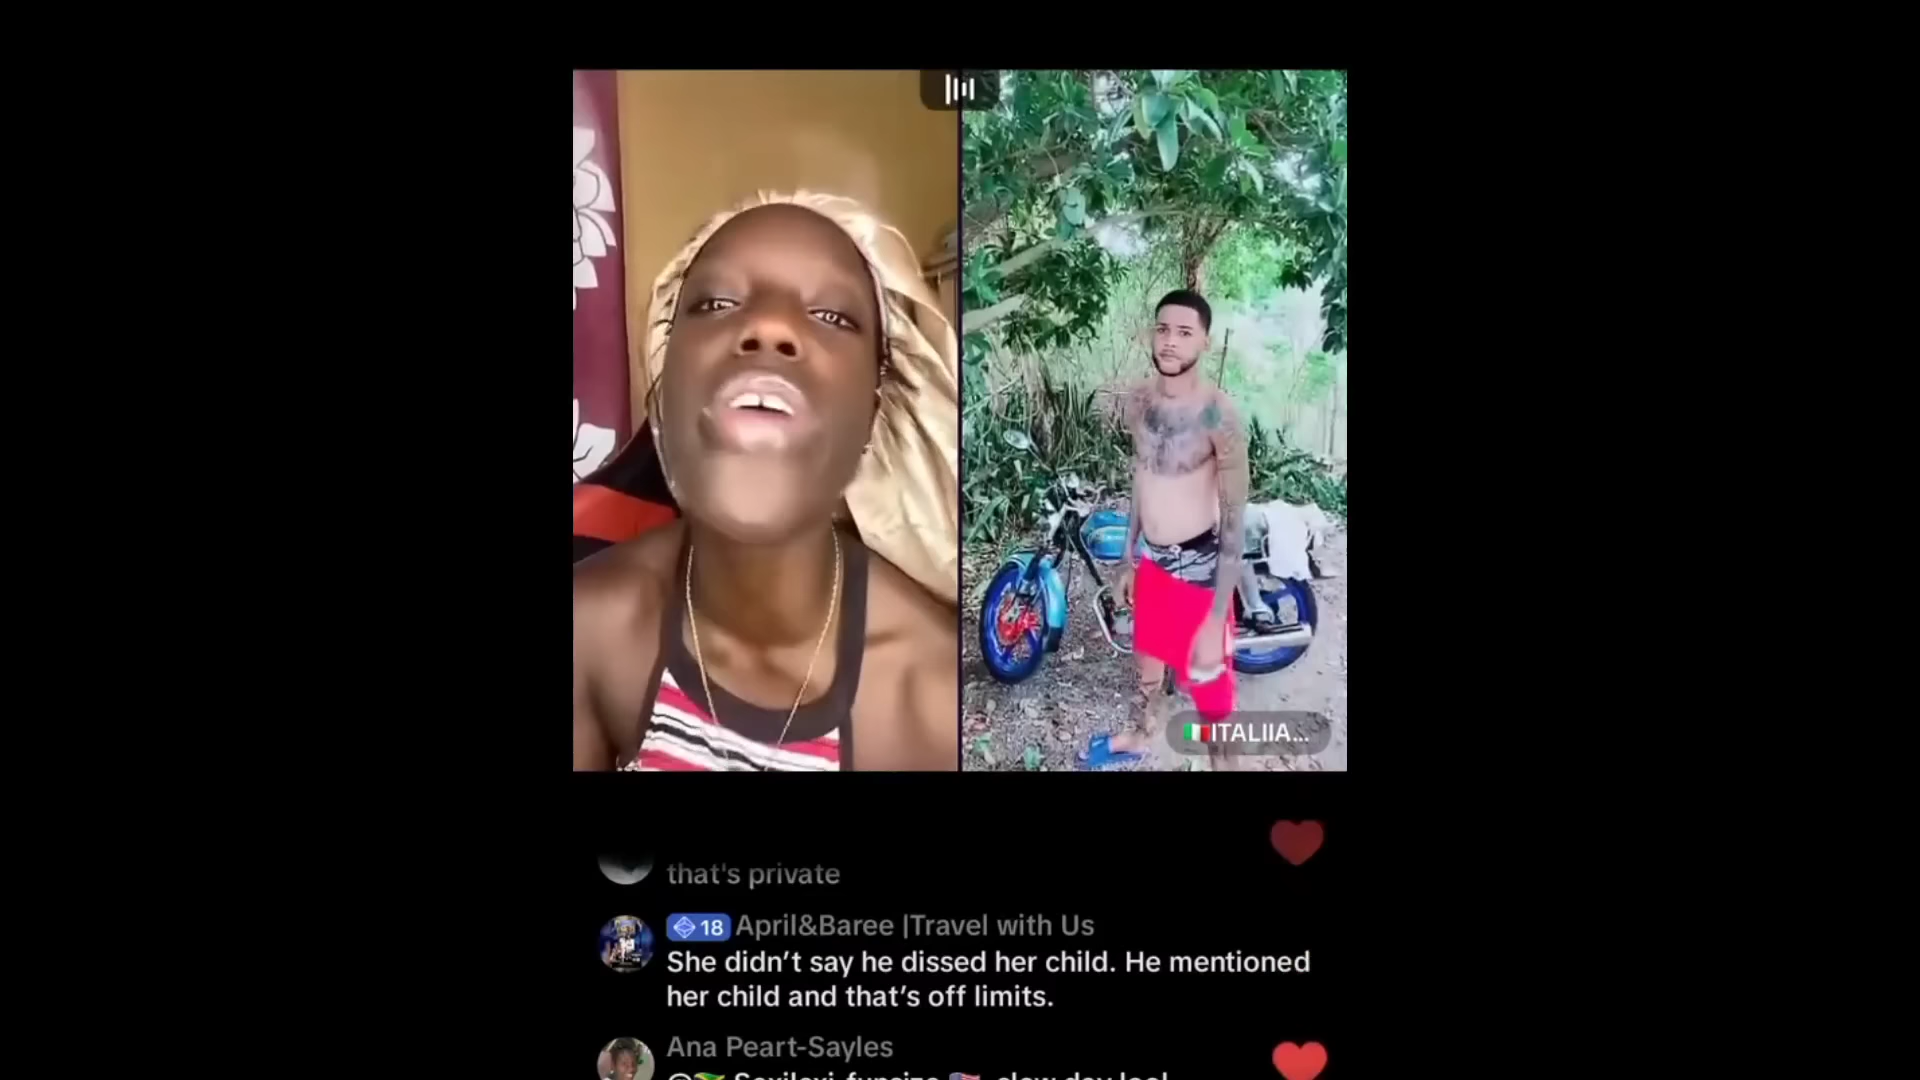 ITALIIA...
that's private
18 April&Baree |Travel with Us
She didn't say he dissed her child. He mentioned
her child and that's off limits.
Ana Peart-Sayles